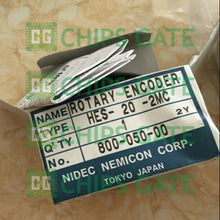 CHIPS GATE
NAME ROTARY ENCODER
TYPE HES-20-2MC
Q'TY 2Y
NO. 800-050-00
NIDEC NEMICON CORP.
TOKYO JAPAN